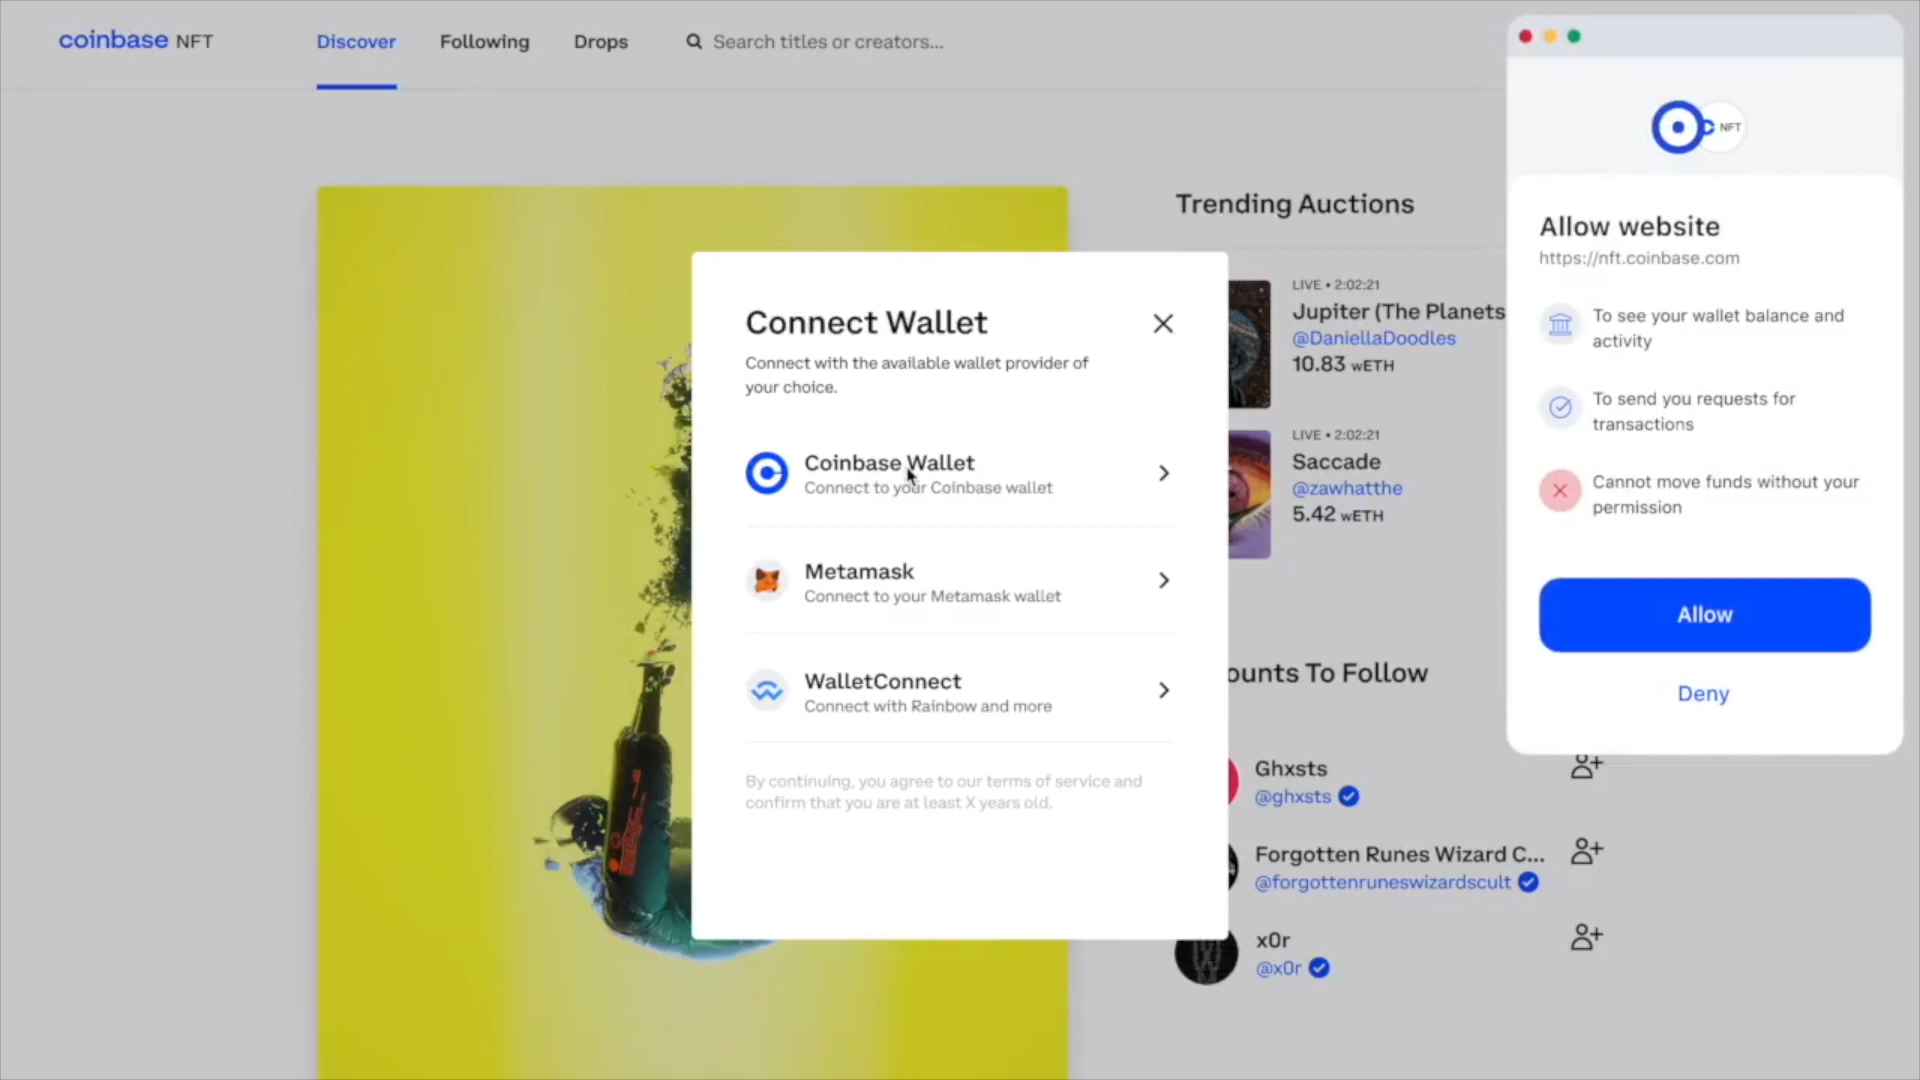 coinbase NFT
Discover
Following
Drops
Search titles or creators...
Trending Auctions
LIVE • 2:02:21
Jupiter (The Planets
@DaniellaDoodles
10.83 wETH
LIVE • 2:02:21
Saccade
@zawhatthe
5.42 wETH
ounts To Follow
Ghxsts
@ghxsts
Forgotten Runes Wizard C...
@forgottenruneswizardscult
x0r
@x0r
Connect Wallet
Connect with the available wallet provider of
your choice.
Coinbase Wallet
Connect to your Coinbase wallet
Metamask
Connect to your Metamask wallet
WalletConnect
Connect with Rainbow and more
By continuing, you agree to our terms of service and
confirm that you are at least X years old.
NFT
Allow website
https://nft.coinbase.com
To see your wallet balance and
activity
To send you requests for
transactions
Cannot move funds without your
permission
Allow
Deny